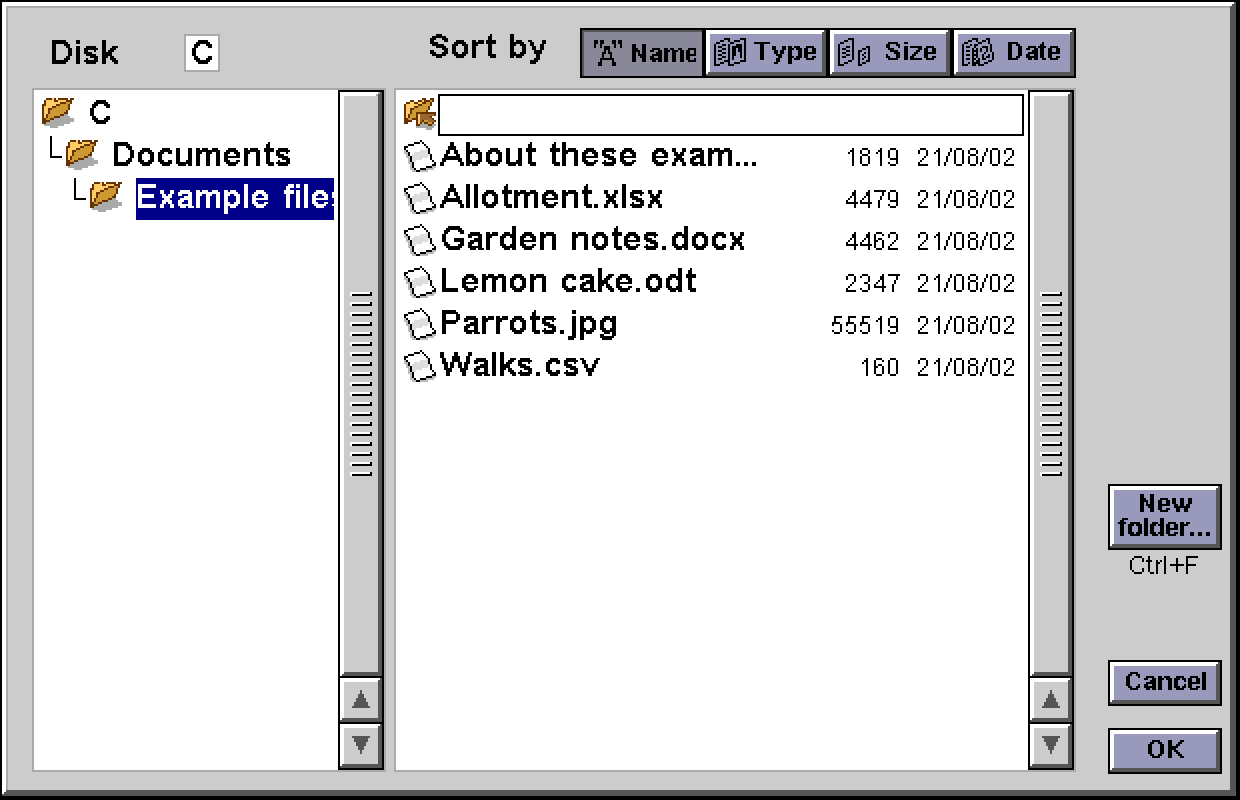 Disk C Sort by "A" Name Type Size Date
C
Documents
Example files
About these exam... 1819 21/08/02
Allotment.xlsx 4479 21/08/02
Garden notes.docx 4462 21/08/02
Lemon cake.odt 2347 21/08/02
Parrots.jpg 55519 21/08/02
Walks.csv 160 21/08/02
New
folder...
Ctrl+F
Cancel
OK